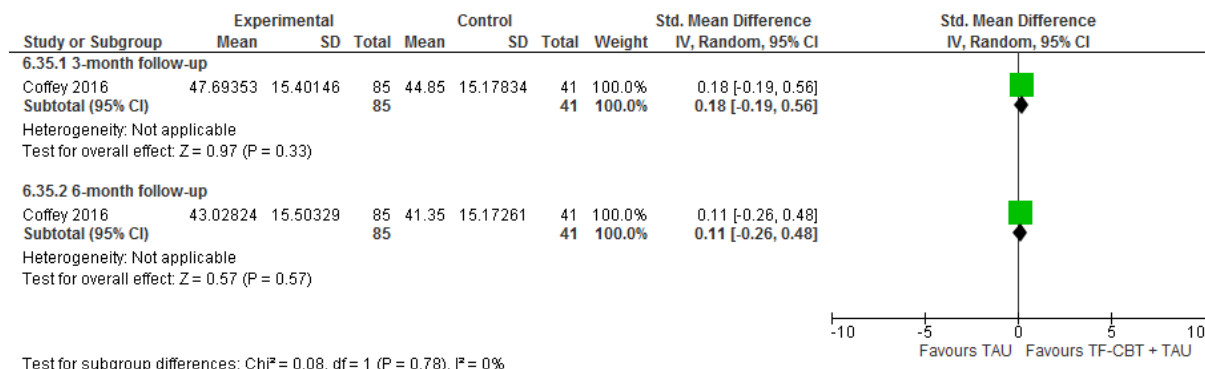 Experimental Control Std. Mean Difference Std. Mean Difference
Study or Subgroup Mean SD Total Mean SD Total Weight IV, Random, 95% CI IV, Random, 95% CI
6.35.1 3-month follow-up
Coffey 2016 47.69353 15.40146 85 44.85 15.17834 41 100.0% 0.18 [-0.19, 0.56]
Subtotal (95% CI) 85 41 100.0% 0.18 [-0.19, 0.56]
Heterogeneity: Not applicable
Test for overall effect: Z = 0.97 (P = 0.33)
6.35.2 6-month follow-up
Coffey 2016 43.02824 15.50329 85 41.35 15.17261 41 100.0% 0.11 [-0.26, 0.48]
Subtotal (95% CI) 85 41 100.0% 0.11 [-0.26, 0.48]
Heterogeneity: Not applicable
Test for overall effect: Z = 0.57 (P = 0.57)
-10 -5 0 5 10
Favours TAU Favours TF-CBT + TAU
Test for subgroup differences: Chi² = 0.08, df = 1 (P = 0.78), I² = 0%